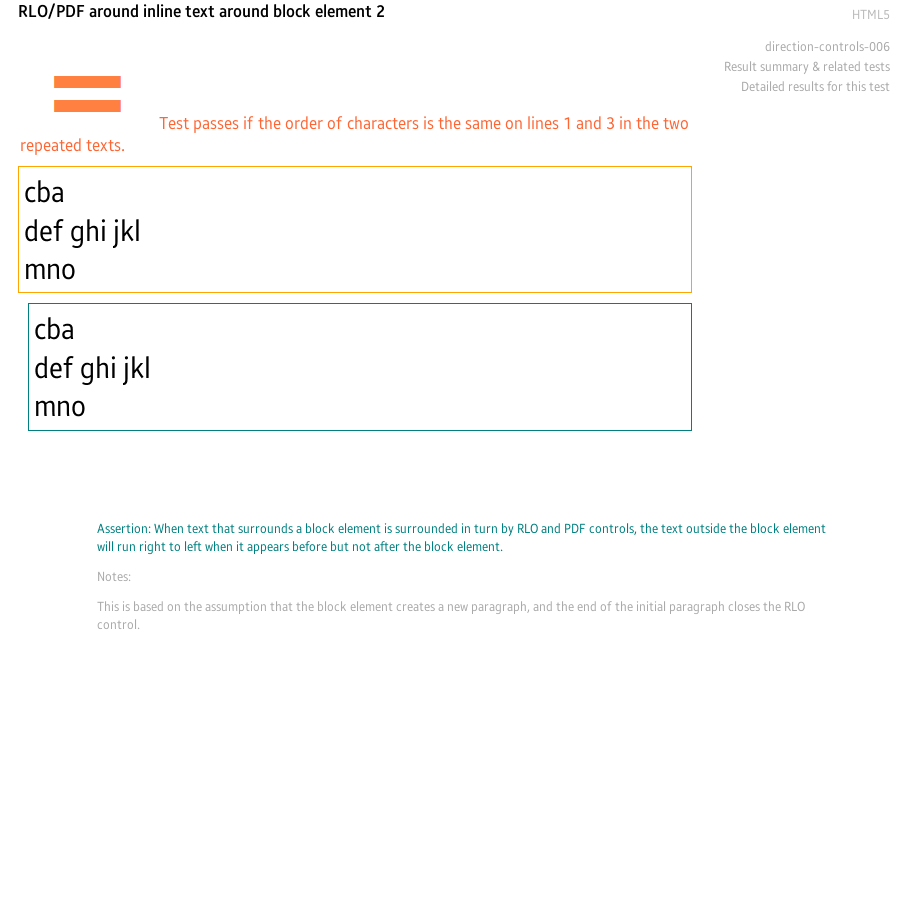 RLO/PDF around inline text around block element 2
HTML5
direction-controls-006
Result summary & related tests
Detailed results for this test
Test passes if the order of characters is the same on lines 1 and 3 in the two
repeated texts.
cba
def ghi jkl
mno
cba
def ghi jkl
mno
Assertion: When text that surrounds a block element is surrounded in turn by RLO and PDF controls, the text outside the block element
will run right to left when it appears before but not after the block element.
Notes:
This is based on the assumption that the block element creates a new paragraph, and the end of the initial paragraph closes the RLO
control.